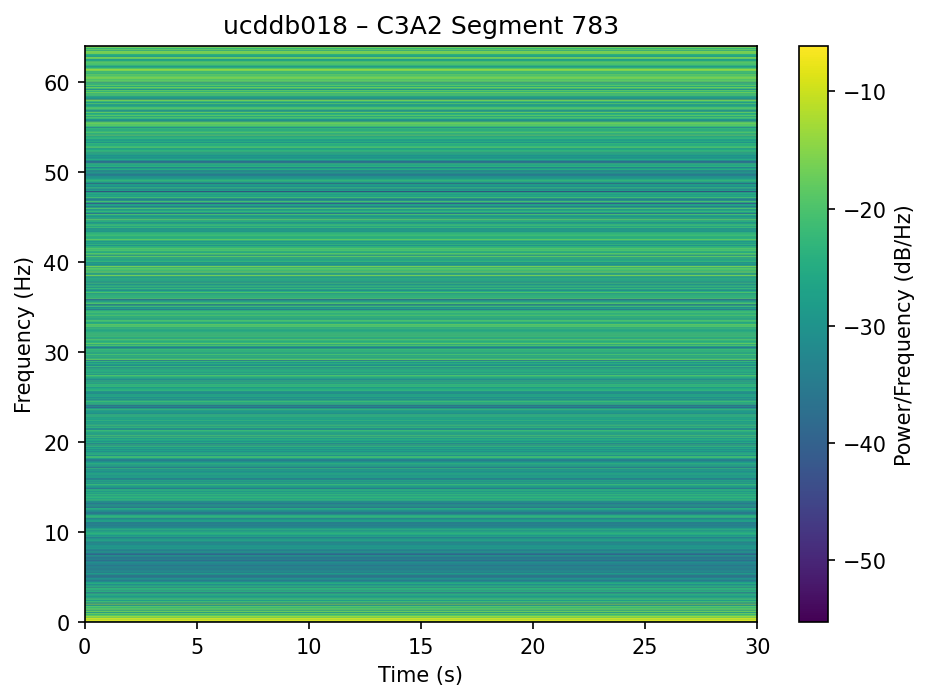 ucddb018 – C3A2 Segment 783
60
50
40
30
20
10
0
Frequency (Hz)
0 5 10 15 20 25 30
Time (s)
−10
−20
−30
−40
−50
Power/Frequency (dB/Hz)